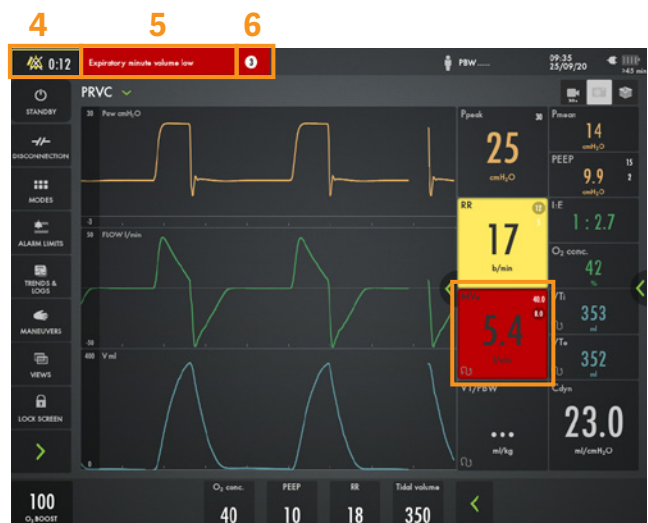 4 5 6
0:12 Expiratory minute volume low 3 PBW..... 09:35
25/09/20 >45 min
STANDBY
DISCONNECTION
MODES
ALARM LIMITS
TRENDS &
LOGS
MANEUVERS
VIEWS
LOCK SCREEN
100
O₂ BOOST
PRVC
30s
30 Paw cmH₂O
-3
50 FLOW l/min
-50
400 V ml
0
Ppeak 30
25
cmH₂O
Pmean
14
cmH₂O
PEEP 15
9.9 2
cmH₂O
RR 12
17
b/min
I:E
1 : 2.7
O₂ conc.
42
%
40.0
8.0
5.4
l/min
VTi
353
ml
VTe
352
ml
VT/PBW
...
ml/kg
Cdyn
23.0
ml/cmH₂O
O₂ conc. PEEP RR Tidal volume
40 10 18 350